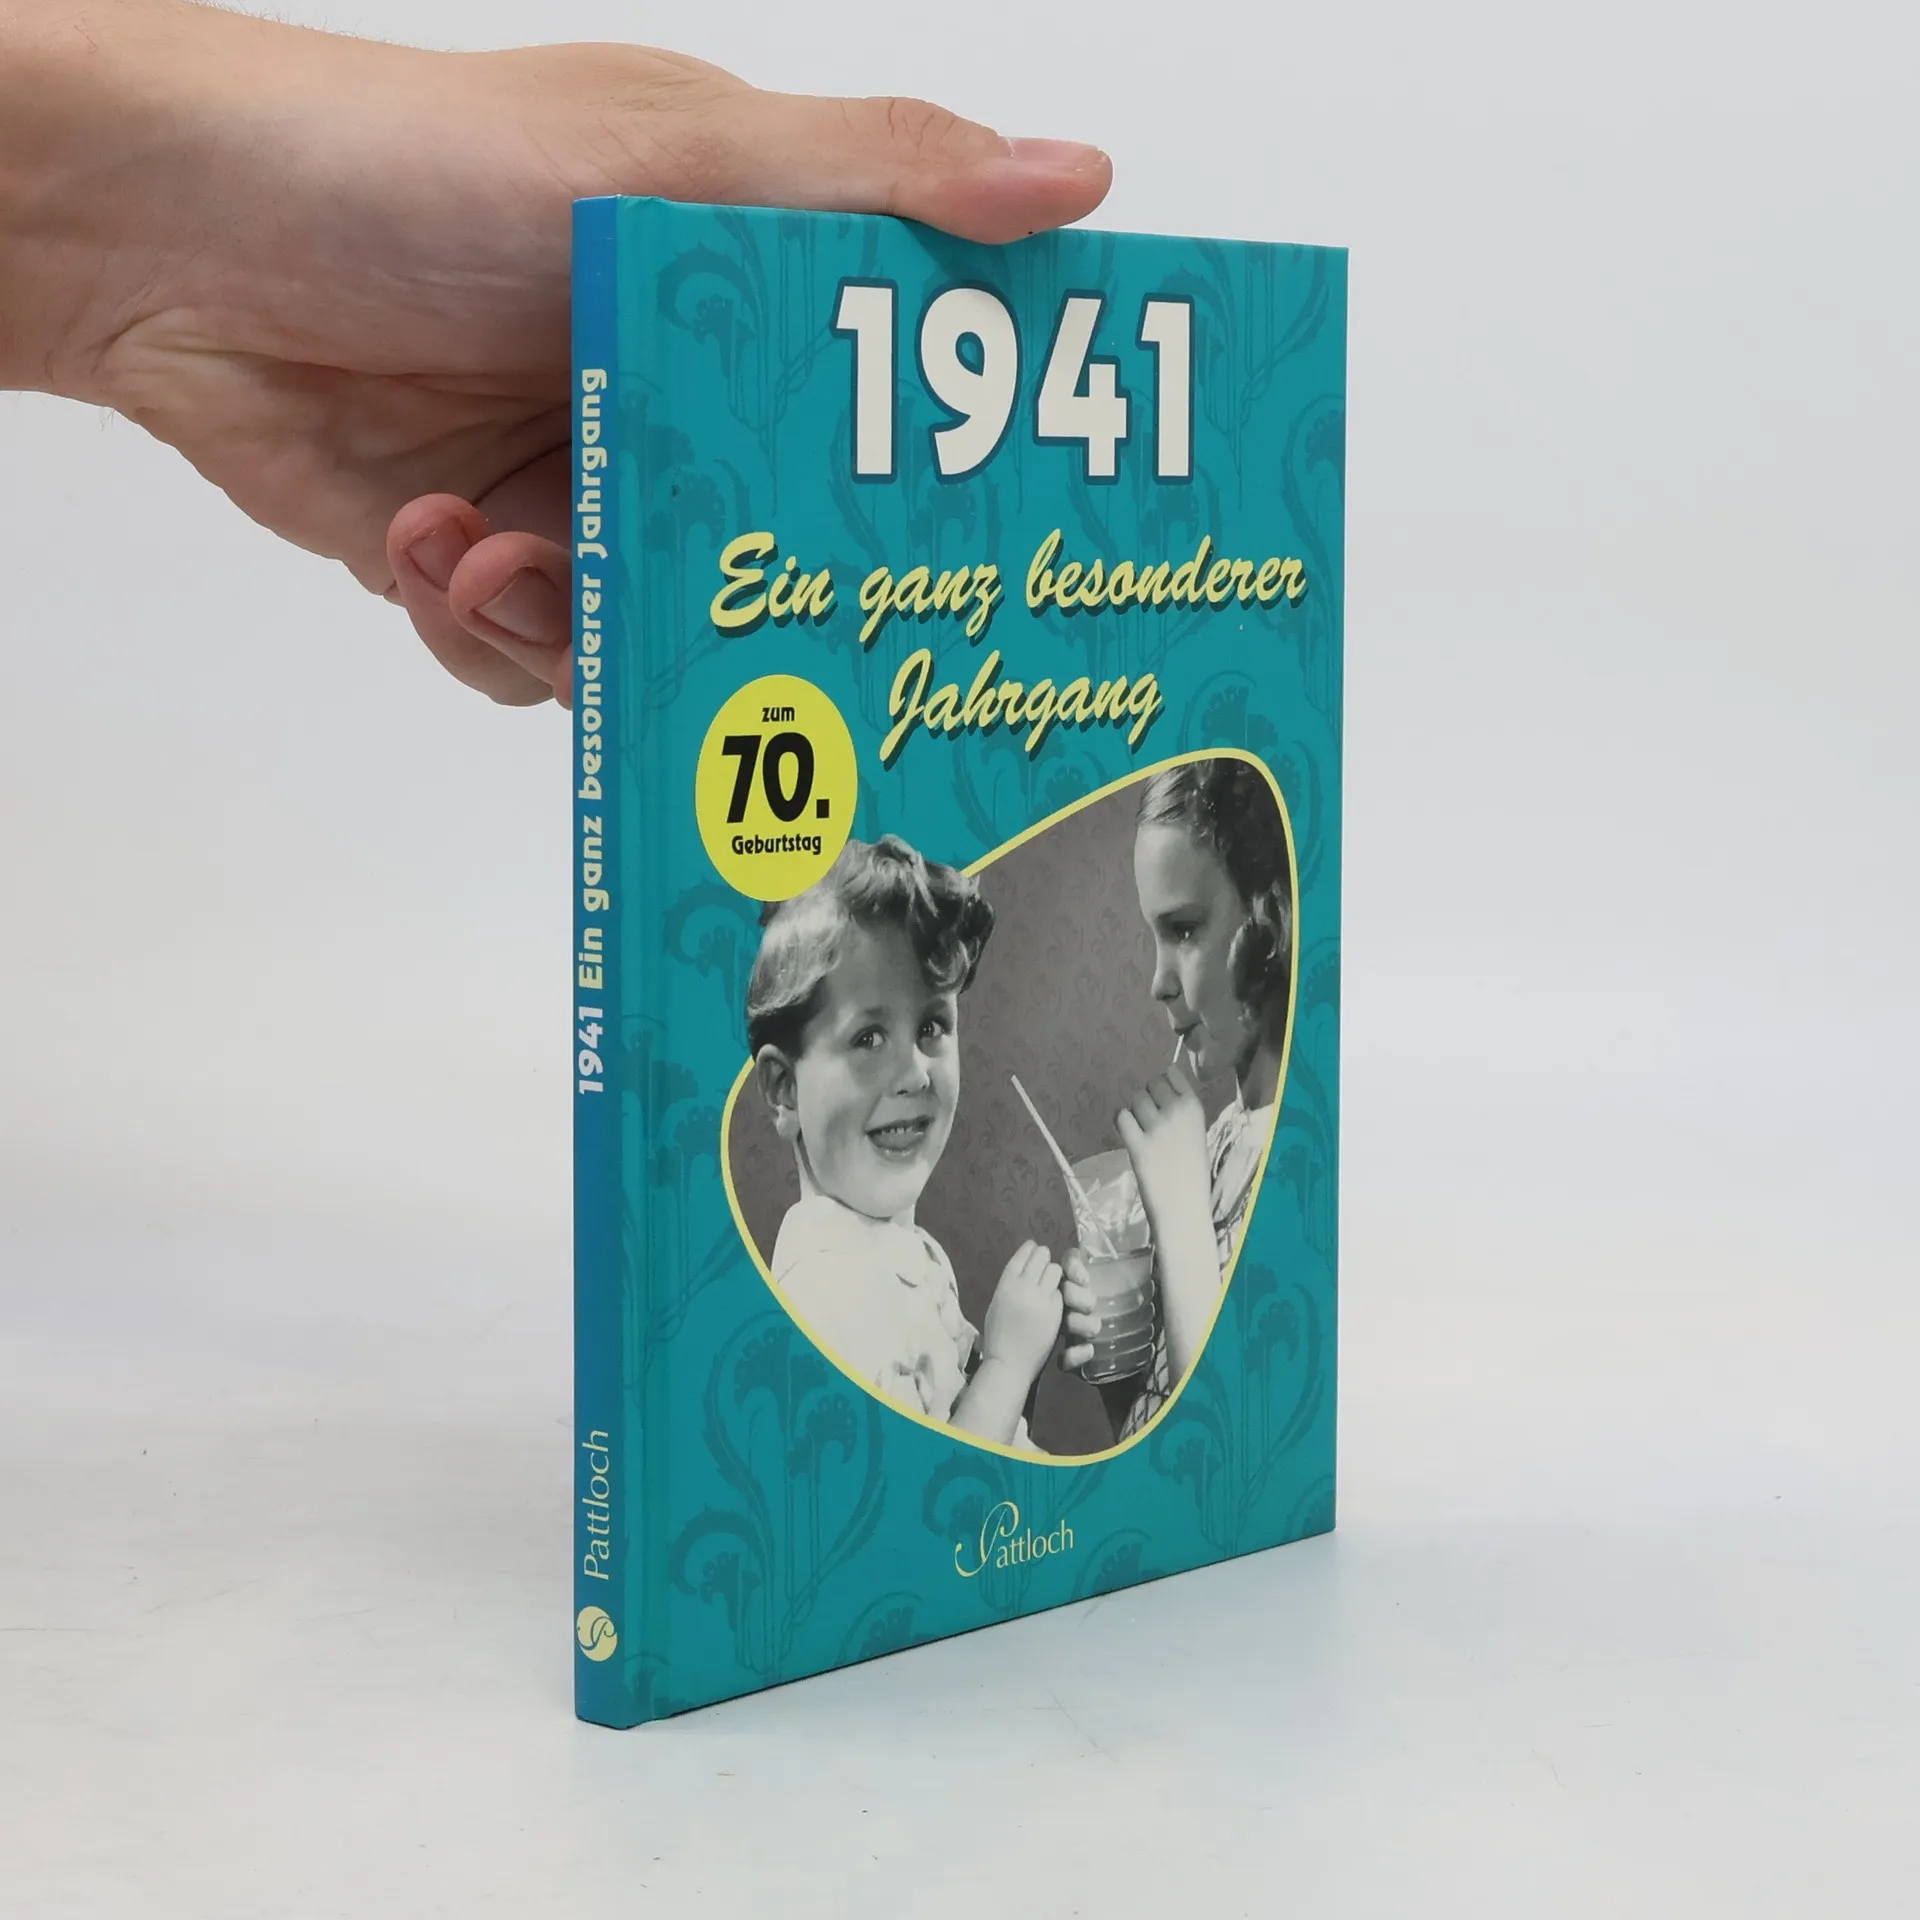 1941
Ein ganz besonderer
Jahrgang
zum
70.
Geburtstag
Pattloch
1941 Ein ganz besonderer Jahrgang
Pattloch